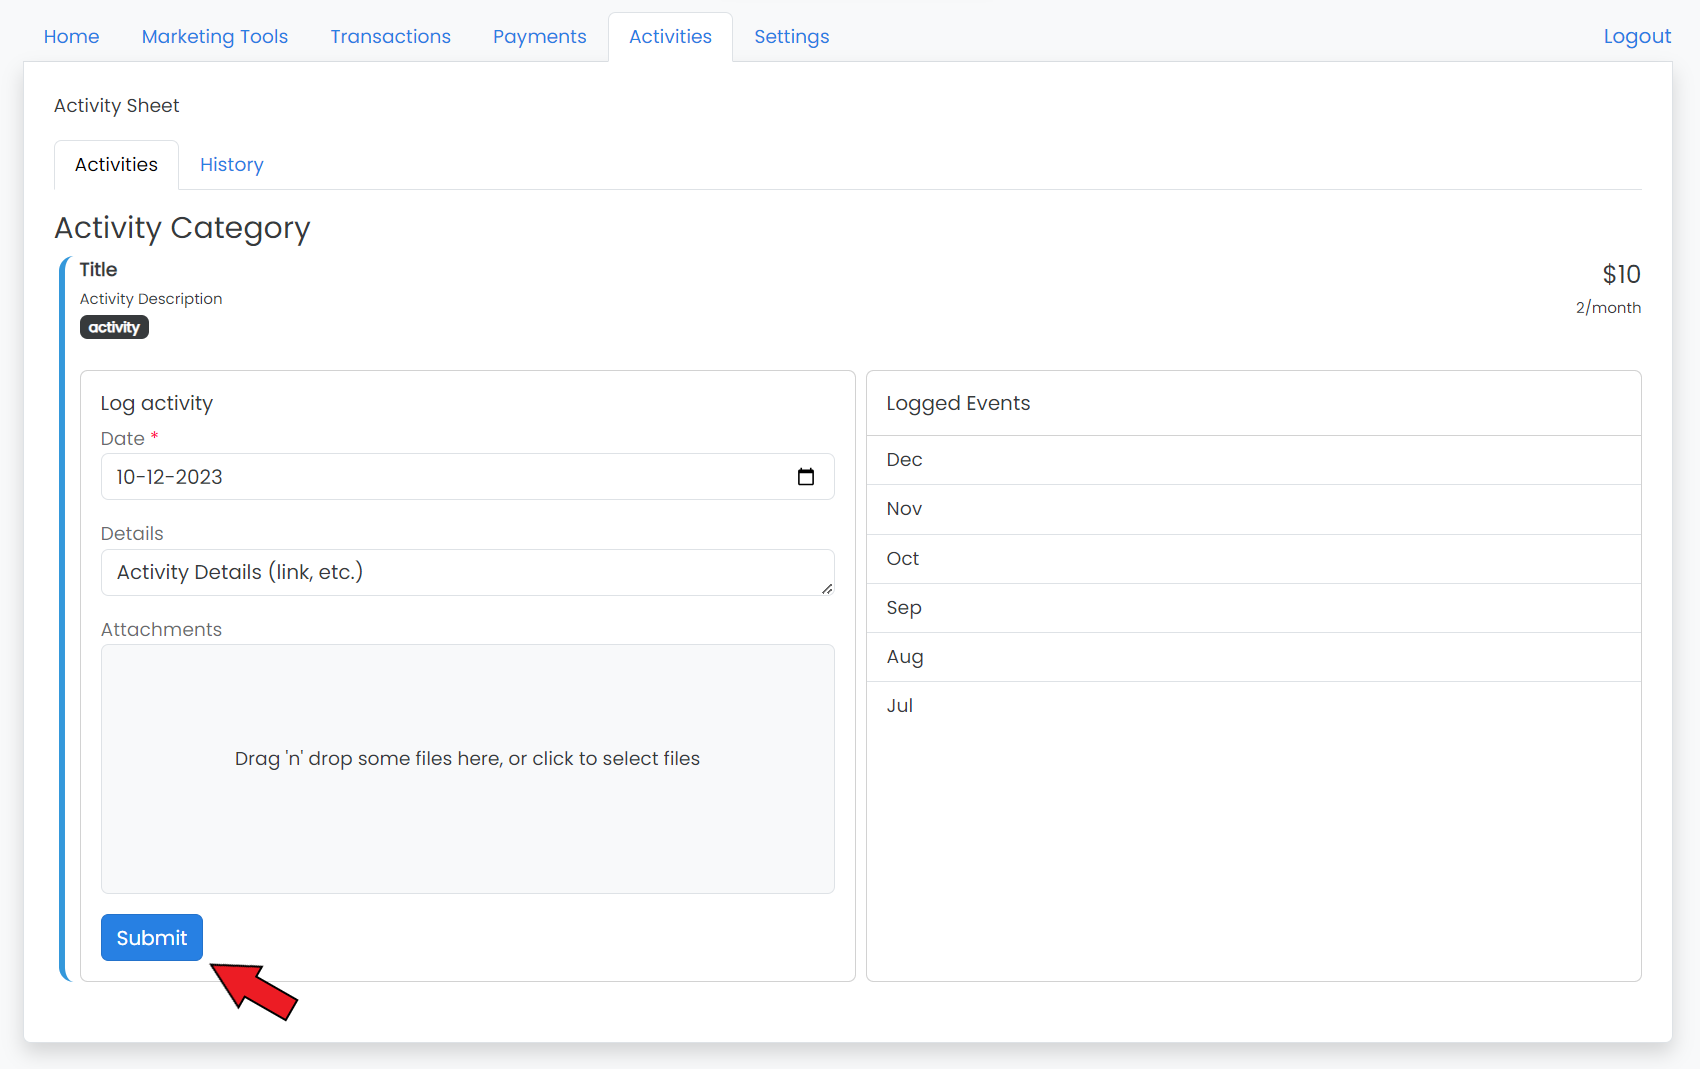 Home Marketing Tools Transactions Payments Activities Settings Logout
Activity Sheet
Activities History
Activity Category
Title
$10
Activity Description
2/month
activity
Log activity
Date *
10-12-2023
Details
Activity Details (link, etc.)
Attachments
Drag 'n' drop some files here, or click to select files
Submit
Logged Events
Dec
Nov
Oct
Sep
Aug
Jul